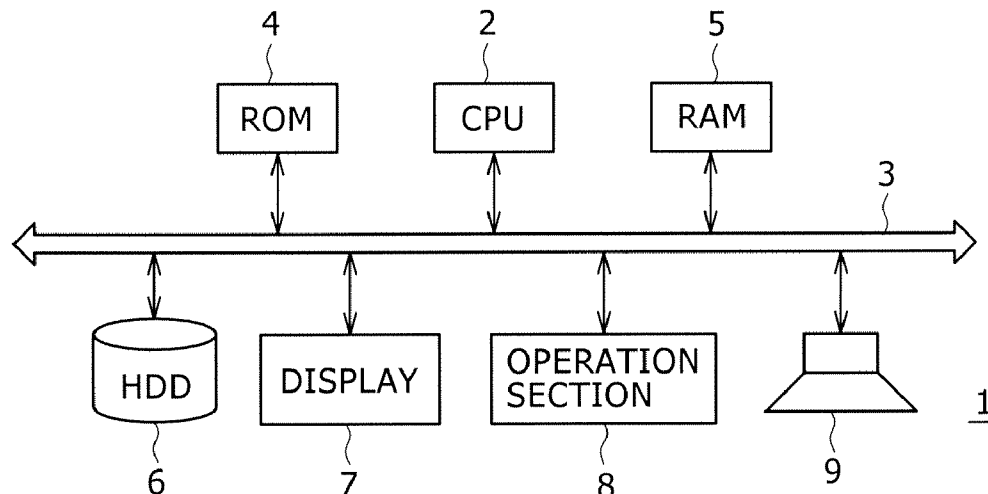 4 2 5
ROM CPU RAM
3
HDD DISPLAY OPERATION
SECTION
1
6 7 8 9